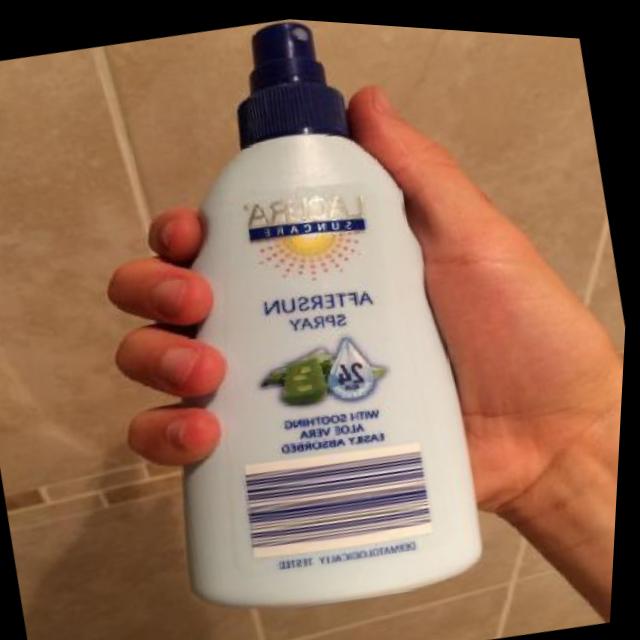 LACURA
SUNCARE
AFTERSUN
SPRAY
24
WITH SOOTHING
ALOE VERA
EASILY ABSORBED
DERMATOLOGICALLY TESTED